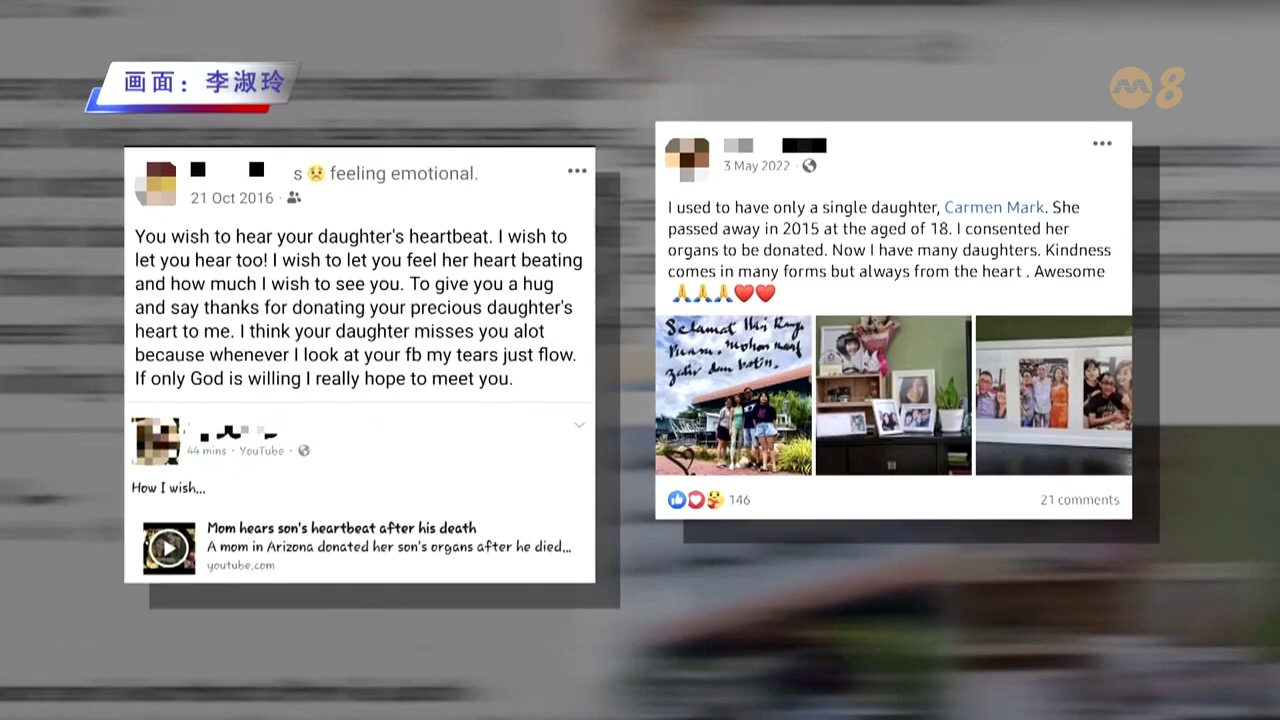 画面：李淑玲
8
s 😟 feeling emotional.
21 Oct 2016
You wish to hear your daughter's heartbeat. I wish to
let you hear too! I wish to let you feel her heart beating
and how much I wish to see you. To give you a hug
and say thanks for donating your precious daughter's
heart to me. I think your daughter misses you alot
because whenever I look at your fb my tears just flow.
If only God is willing I really hope to meet you.
44 mins · YouTube
How I wish...
Mom hears son's heartbeat after his death
A mom in Arizona donated her son's organs after he died...
youtube.com
3 May 2022
I used to have only a single daughter, Carmen Mark. She
passed away in 2015 at the aged of 18. I consented her
organs to be donated. Now I have many daughters. Kindness
comes in many forms but always from the heart . Awesome
🙏🙏🙏❤️❤️
Selamat Hari Raya
Mum. Mohon maaf
Zahir dan batin.
146
21 comments